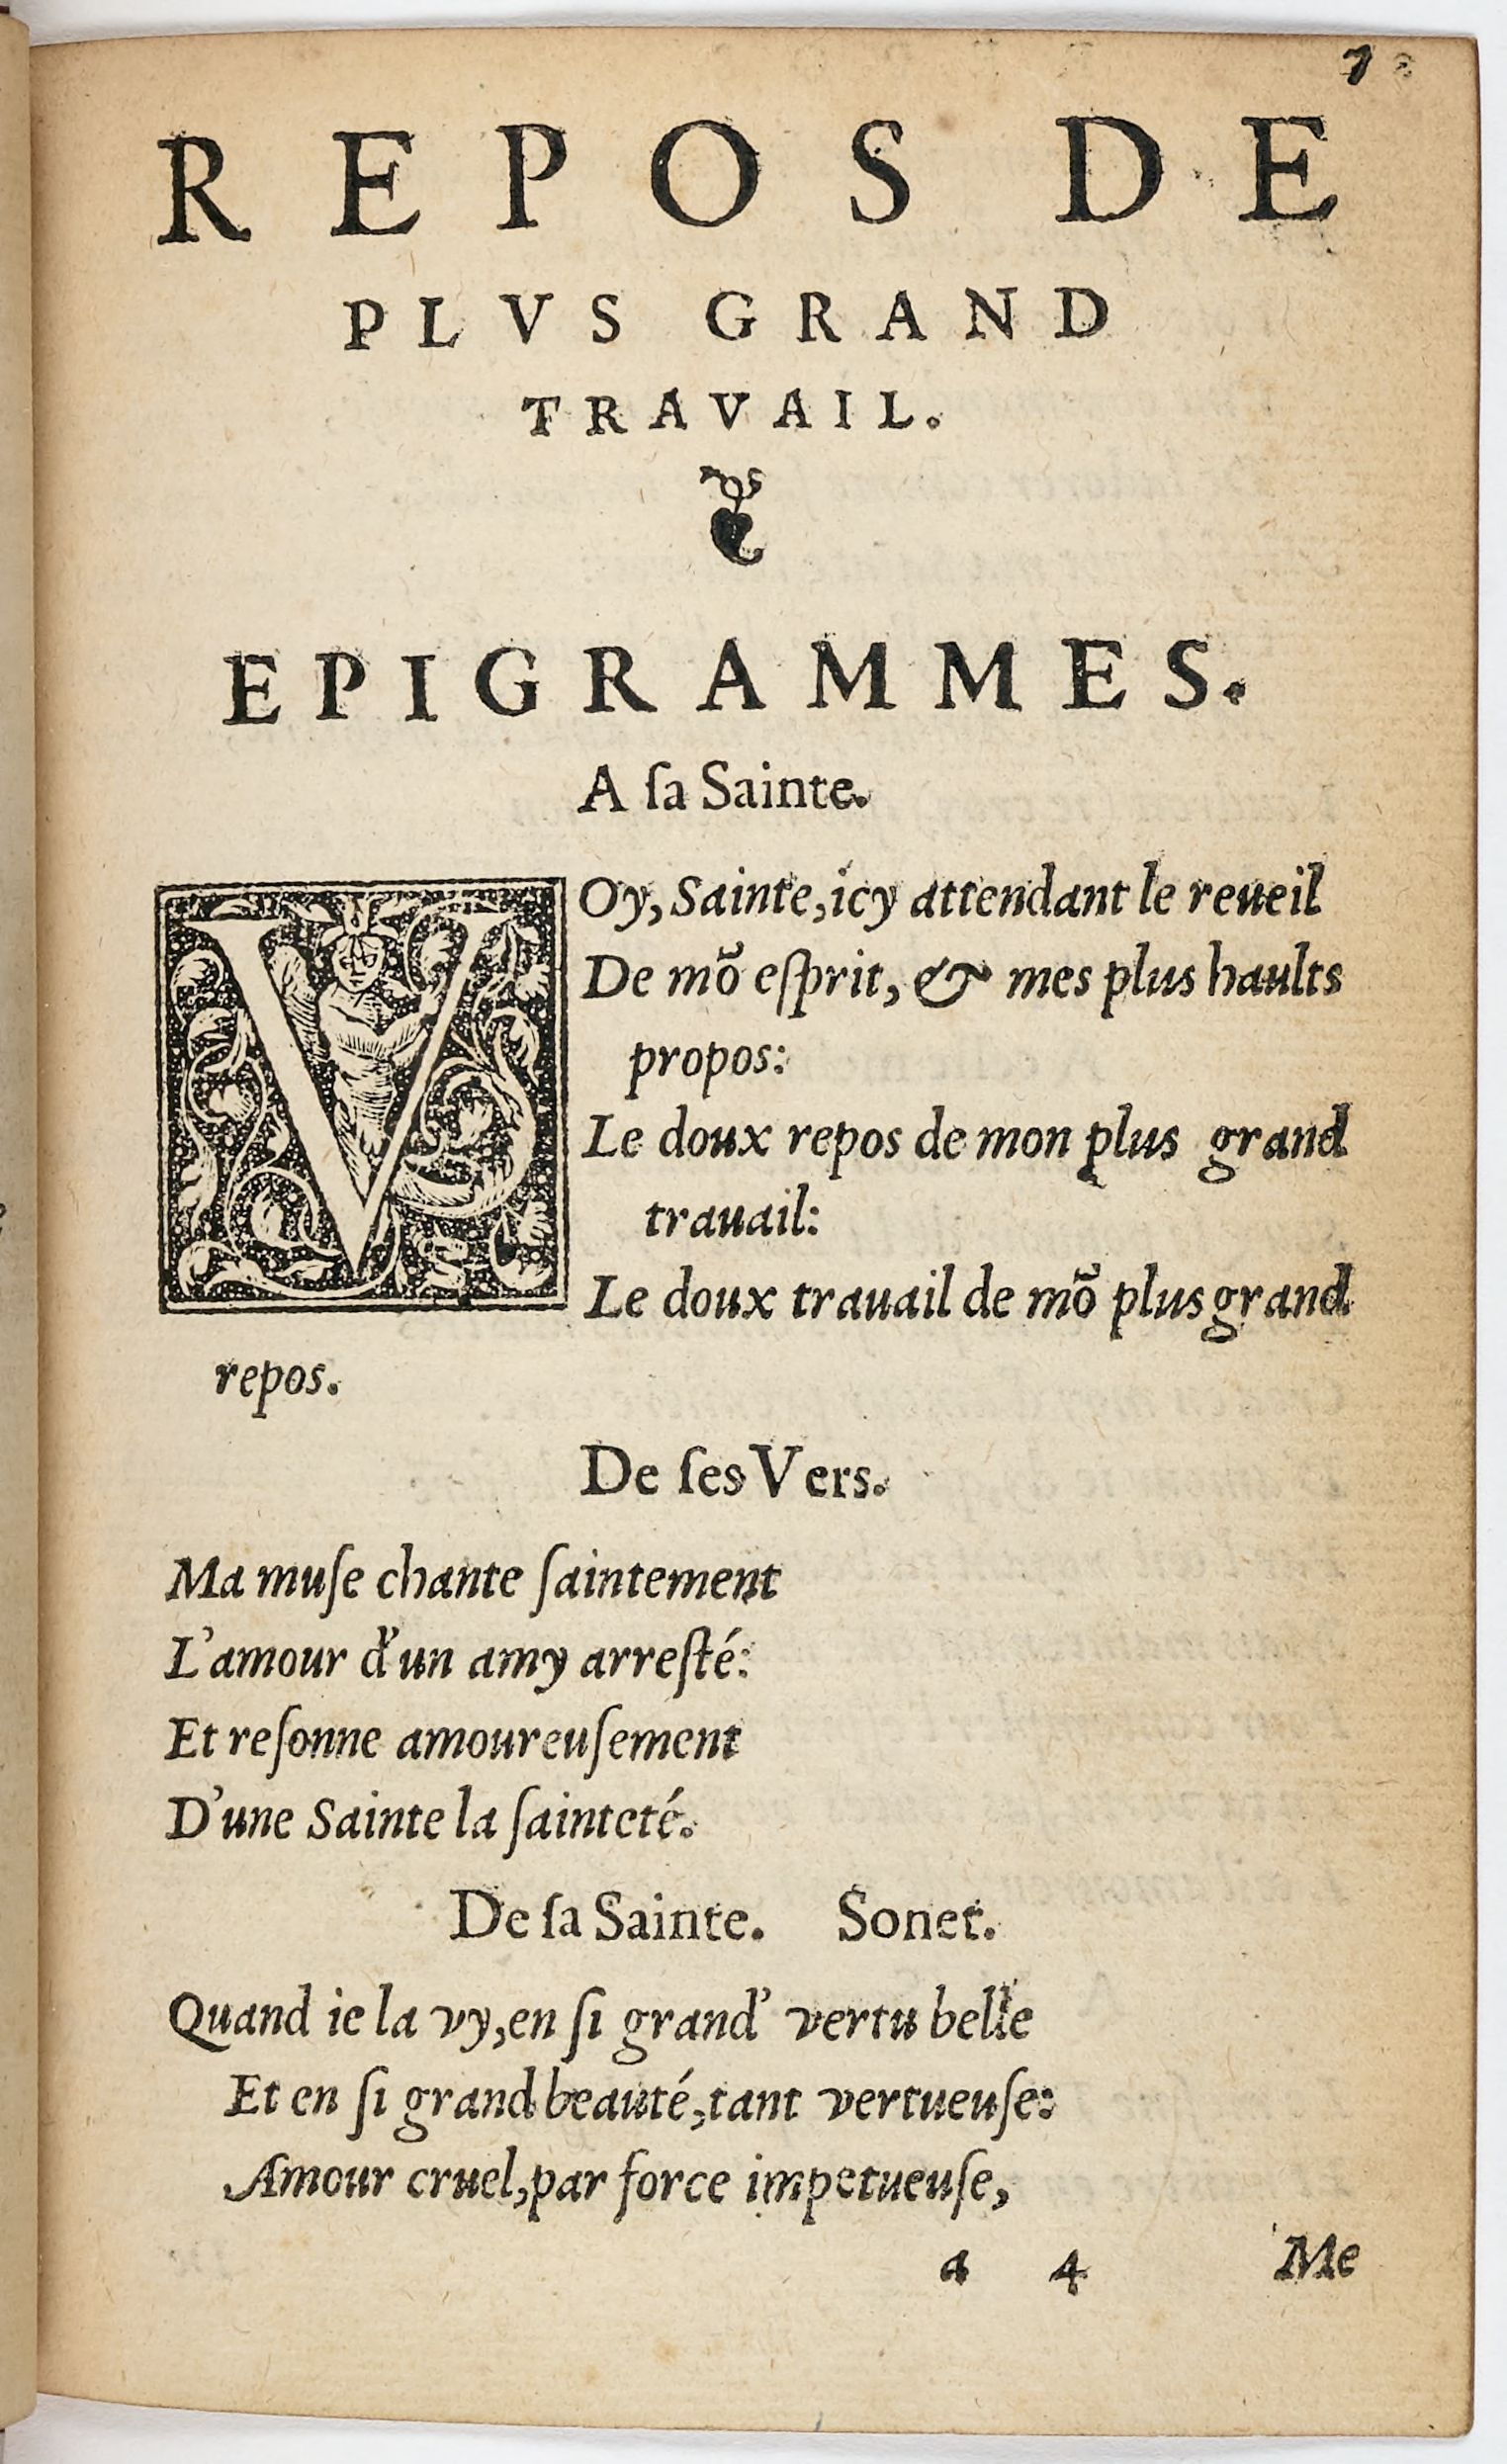 7
REPOS DE
PLVS GRAND
TRAVAIL.
EPIGRAMMES.
A ſa Sainte.
VOy, Sainte, icy attendant le reueil
De mõ eſprit, & mes plus haults
propos:
Le doux repos de mon plus grand
trauail:
Le doux trauail de mõ plus grand
repos.
De ſes Vers.
Ma muſe chante ſaintement
L'amour d'un amy arreſté:
Et reſonne amoureuſement
D'une Sainte la ſainteté.
De ſa Sainte. Sonet.
Quand ie la vy, en ſi grand' vertu belle
Et en ſi grand beauté, tant vertueuſe:
Amour cruel, par force impetueuſe,
a 4 Me